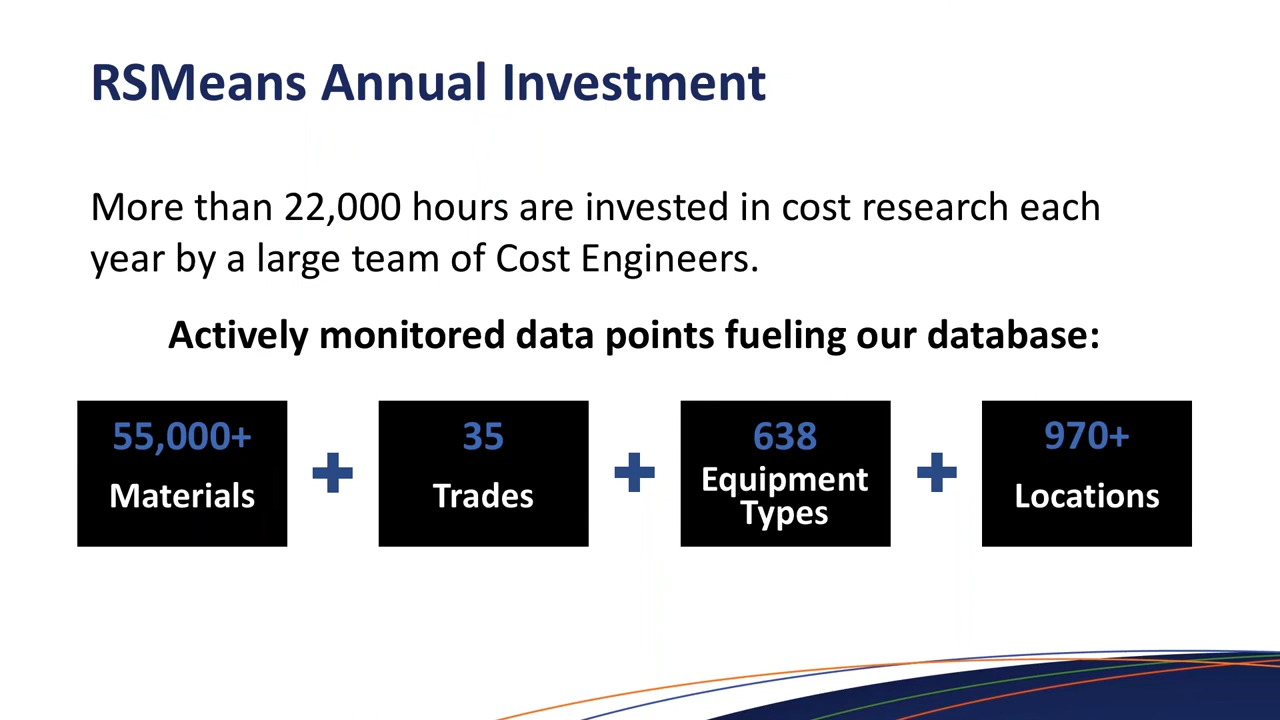 RSMeans Annual Investment
More than 22,000 hours are invested in cost research each
year by a large team of Cost Engineers.
Actively monitored data points fueling our database:
55,000+
Materials
35
Trades
638
Equipment
Types
970+
Locations